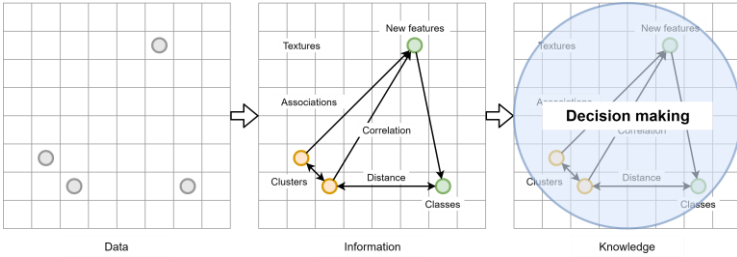 New features
Textures
Associations
Correlation
Clusters
Distance
Classes
New features
Textures
Associations
Decision making
Correlation
Clusters
Distance
Classes
Data
Information
Knowledge